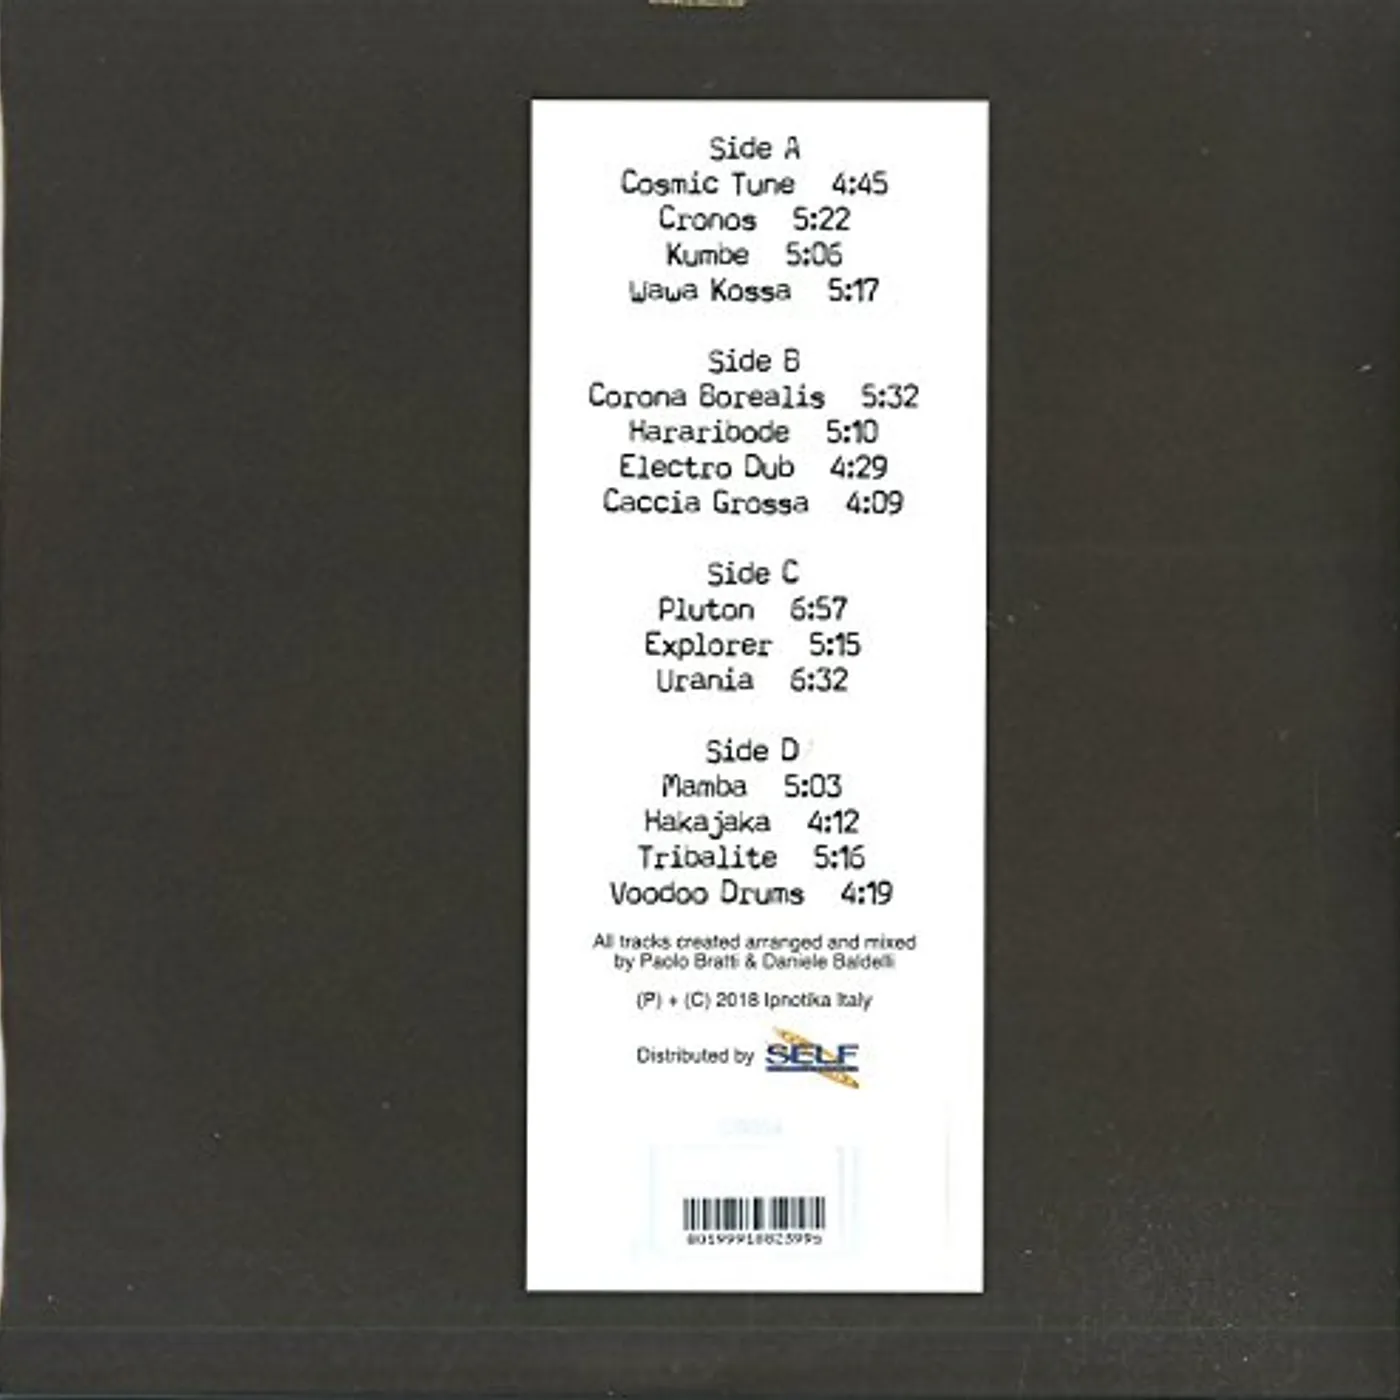 Side A
Cosmic Tune 4:45
Cronos 5:22
Kumbe 5:06
Wawa Kossa 5:17
Side B
Corona Borealis 5:32
Hararibode 5:10
Electro Dub 4:29
Caccia Grossa 4:09
Side C
Pluton 6:57
Explorer 5:15
Urania 6:32
Side D
Mamba 5:03
Hakajaka 4:12
Tribalite 5:16
Voodoo Drums 4:19
All tracks created arranged and mixed
by Paolo Bratti & Daniele Baldelli
(P) + (C) 2018 Ipnotika Italy
Distributed by SELF